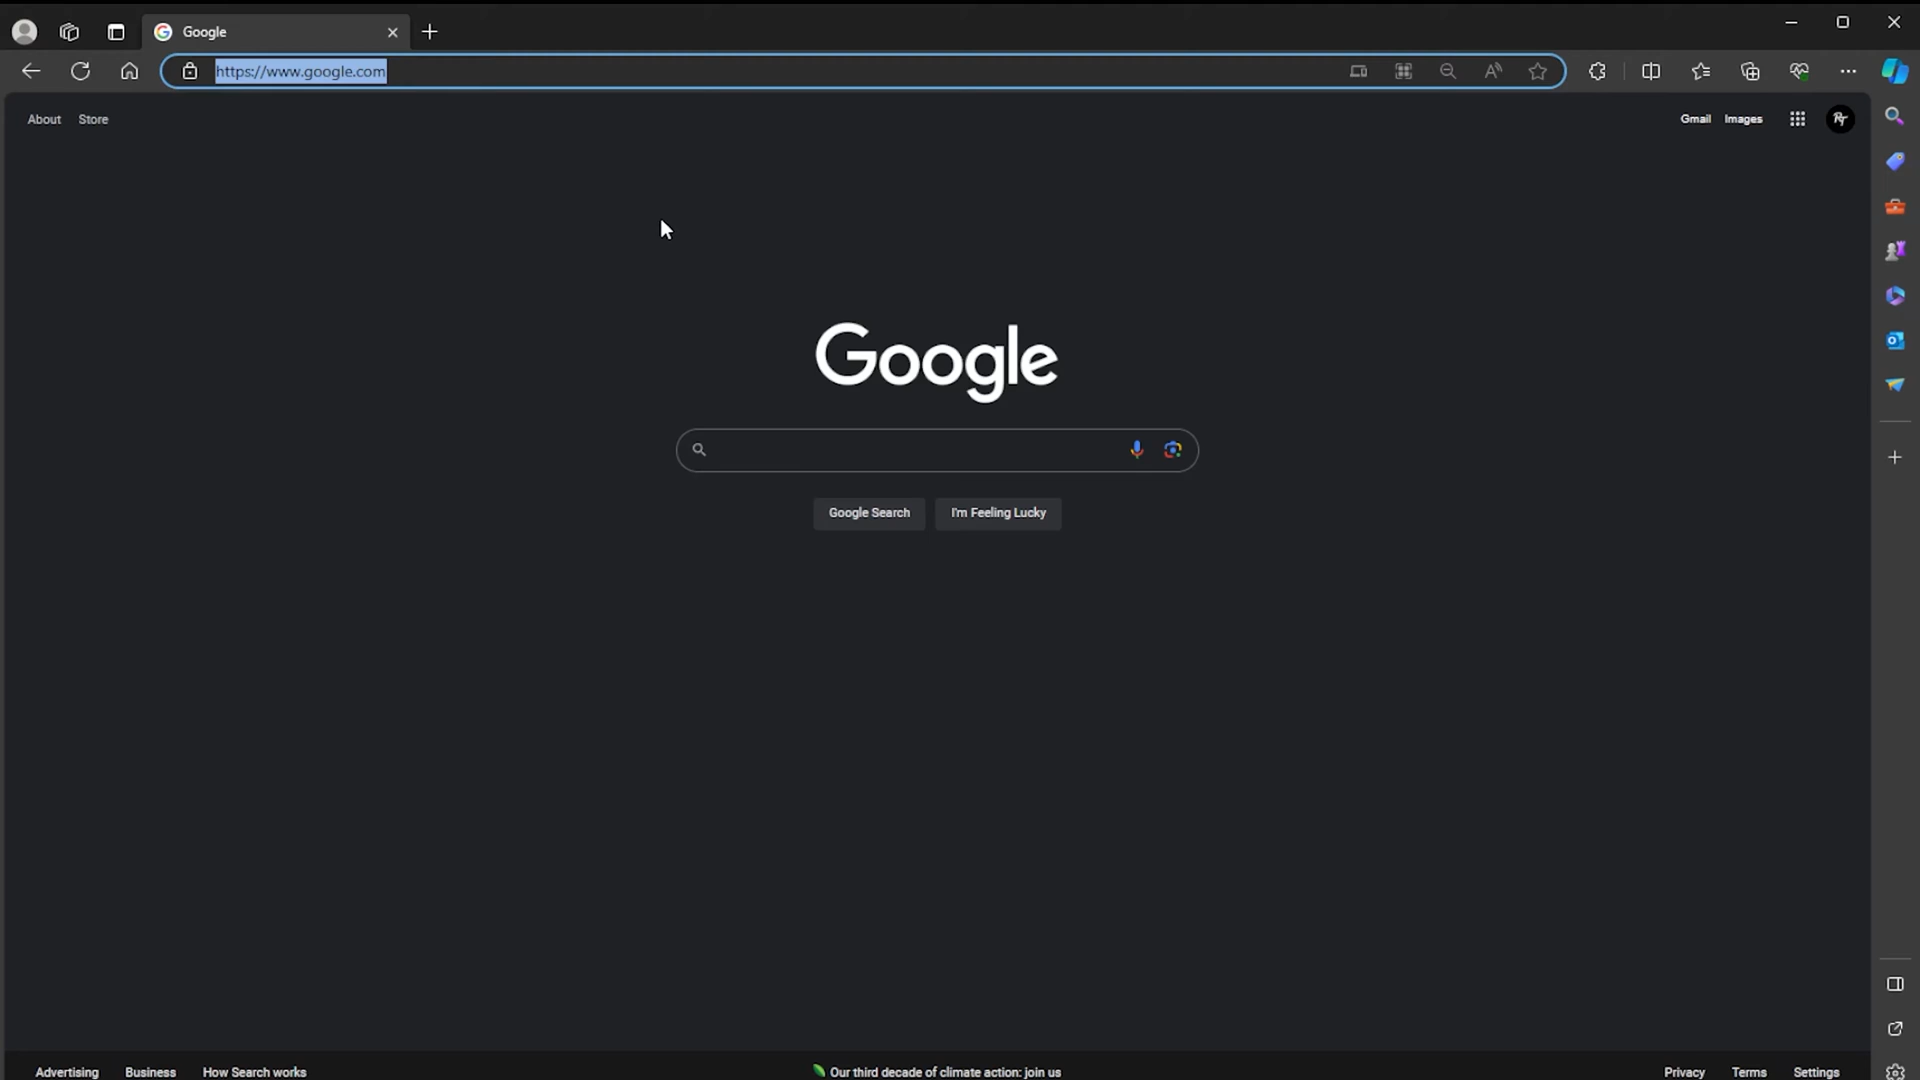 Google
https://www.google.com
About Store
Gmail Images
Google
Google Search I'm Feeling Lucky
Advertising Business How Search works
Our third decade of climate action: join us
Privacy Terms Settings